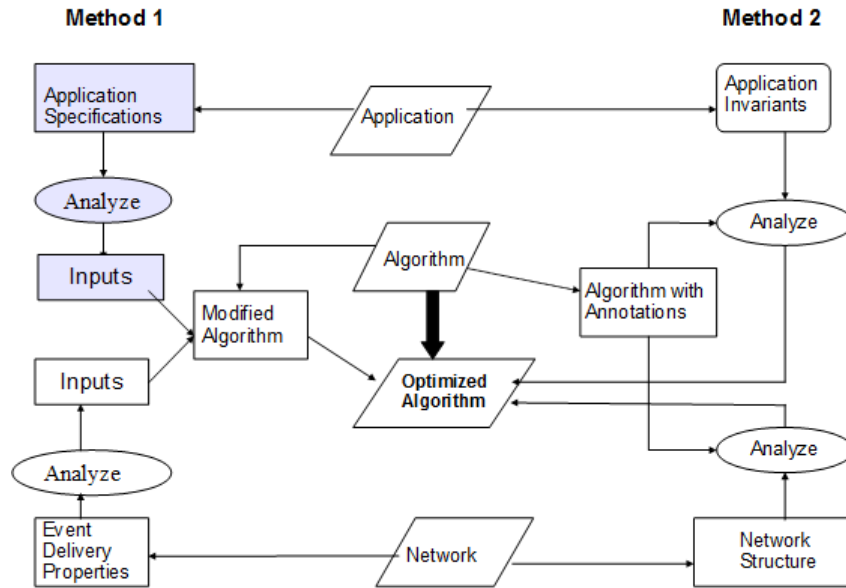 Method 1
Method 2
Application
Specifications
Application
Application
Invariants
Analyze
Analyze
Algorithm
Inputs
Algorithm with
Annotations
Modified
Algorithm
Inputs
Optimized
Algorithm
Analyze
Analyze
Event
Delivery
Properties
Network
Network
Structure